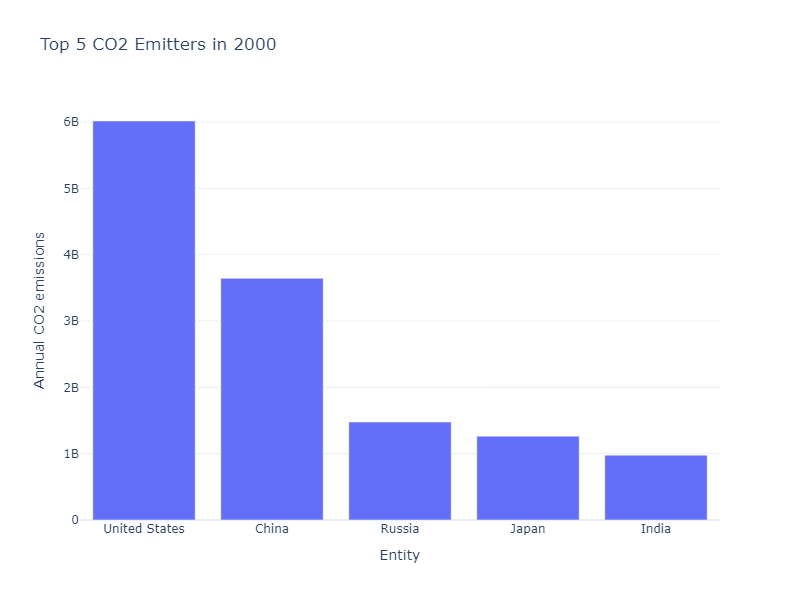 Top 5 CO2 Emitters in 2000
6B
5B
4B
3B
2B
1B
0
Annual CO2 emissions
United States
China
Russia
Japan
India
Entity